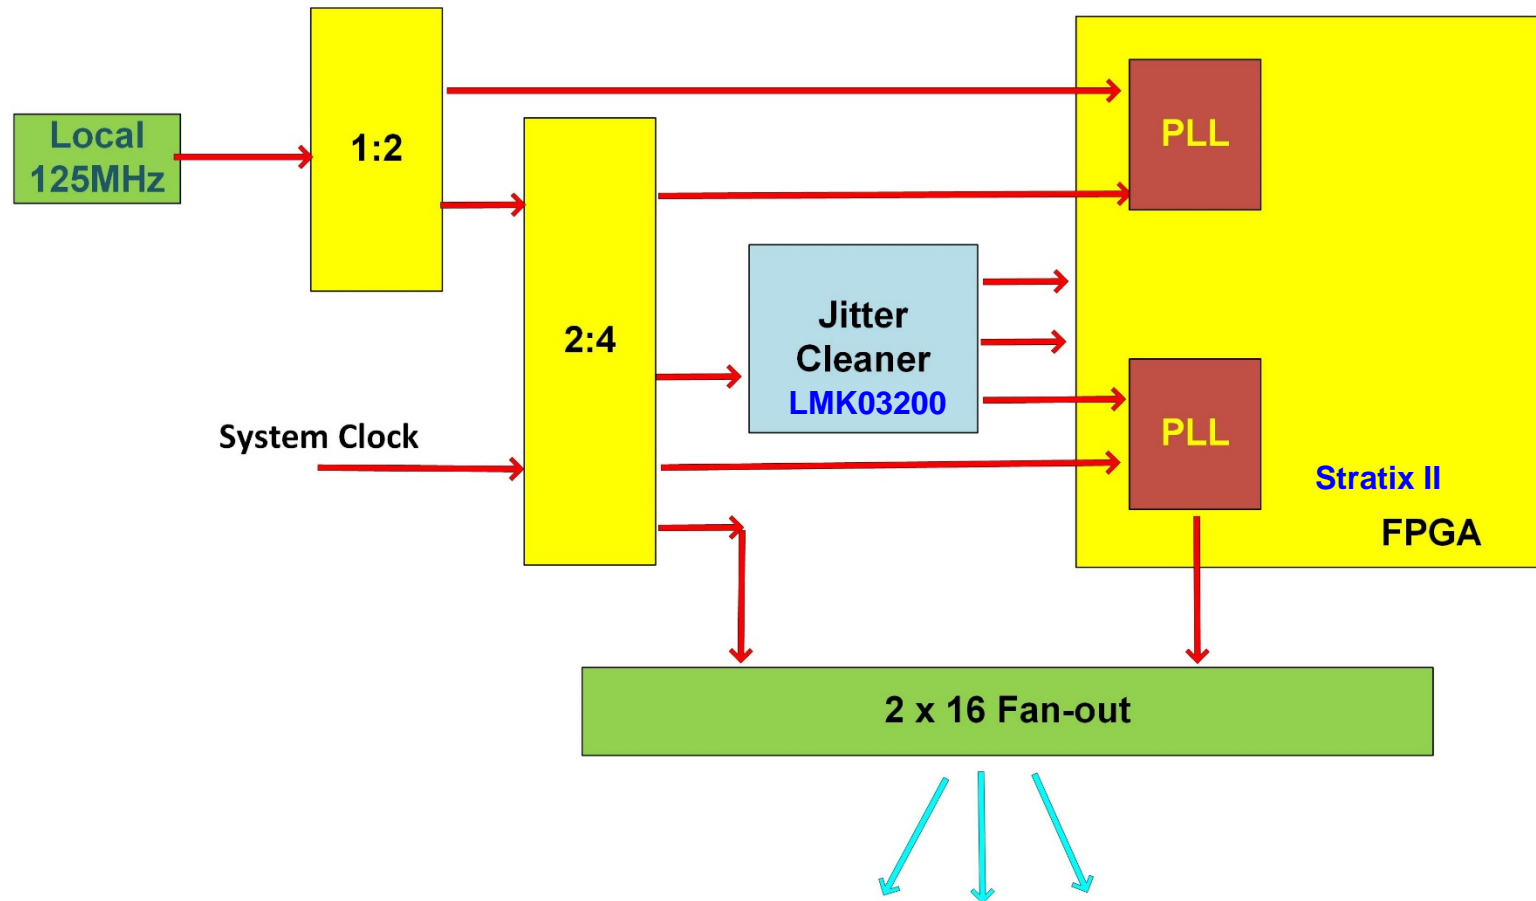 Local
125MHz
1:2
PLL
2:4
Jitter
Cleaner
LMK03200
System Clock
PLL
Stratix II
FPGA
2 x 16 Fan-out